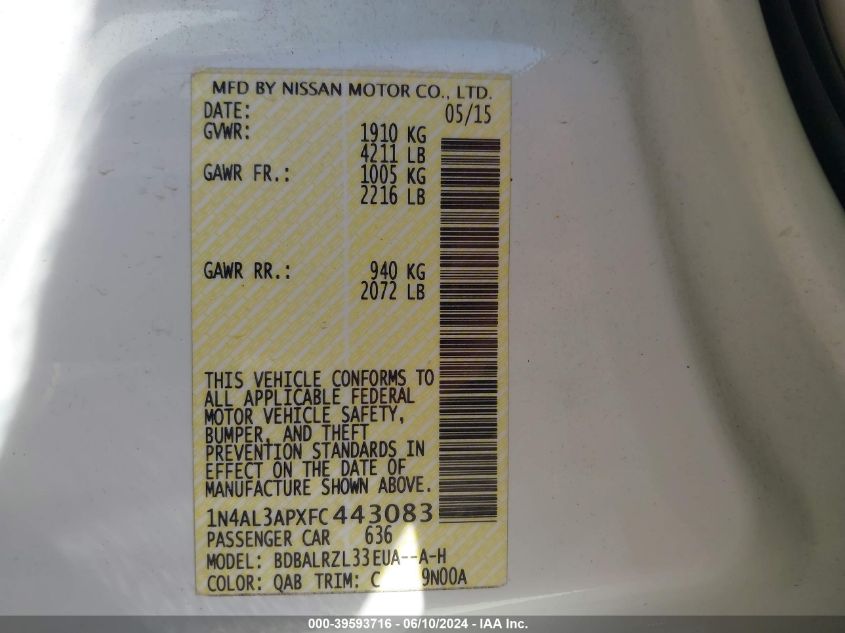 MFD BY NISSAN MOTOR CO., LTD.
DATE: 05/15
GVWR: 1910 KG
4211 LB
GAWR FR.: 1005 KG
2216 LB
GAWR RR.: 940 KG
2072 LB
THIS VEHICLE CONFORMS TO
ALL APPLICABLE FEDERAL
MOTOR VEHICLE SAFETY,
BUMPER, AND THEFT
PREVENTION STANDARDS IN
EFFECT ON THE DATE OF
MANUFACTURE SHOWN ABOVE.
1N4AL3APXFC443083
PASSENGER CAR 636
MODEL: BDBALRZL33EUA--A-H
COLOR: QAB TRIM: C 9N00A
000-39593716 - 06/10/2024 - IAA Inc.